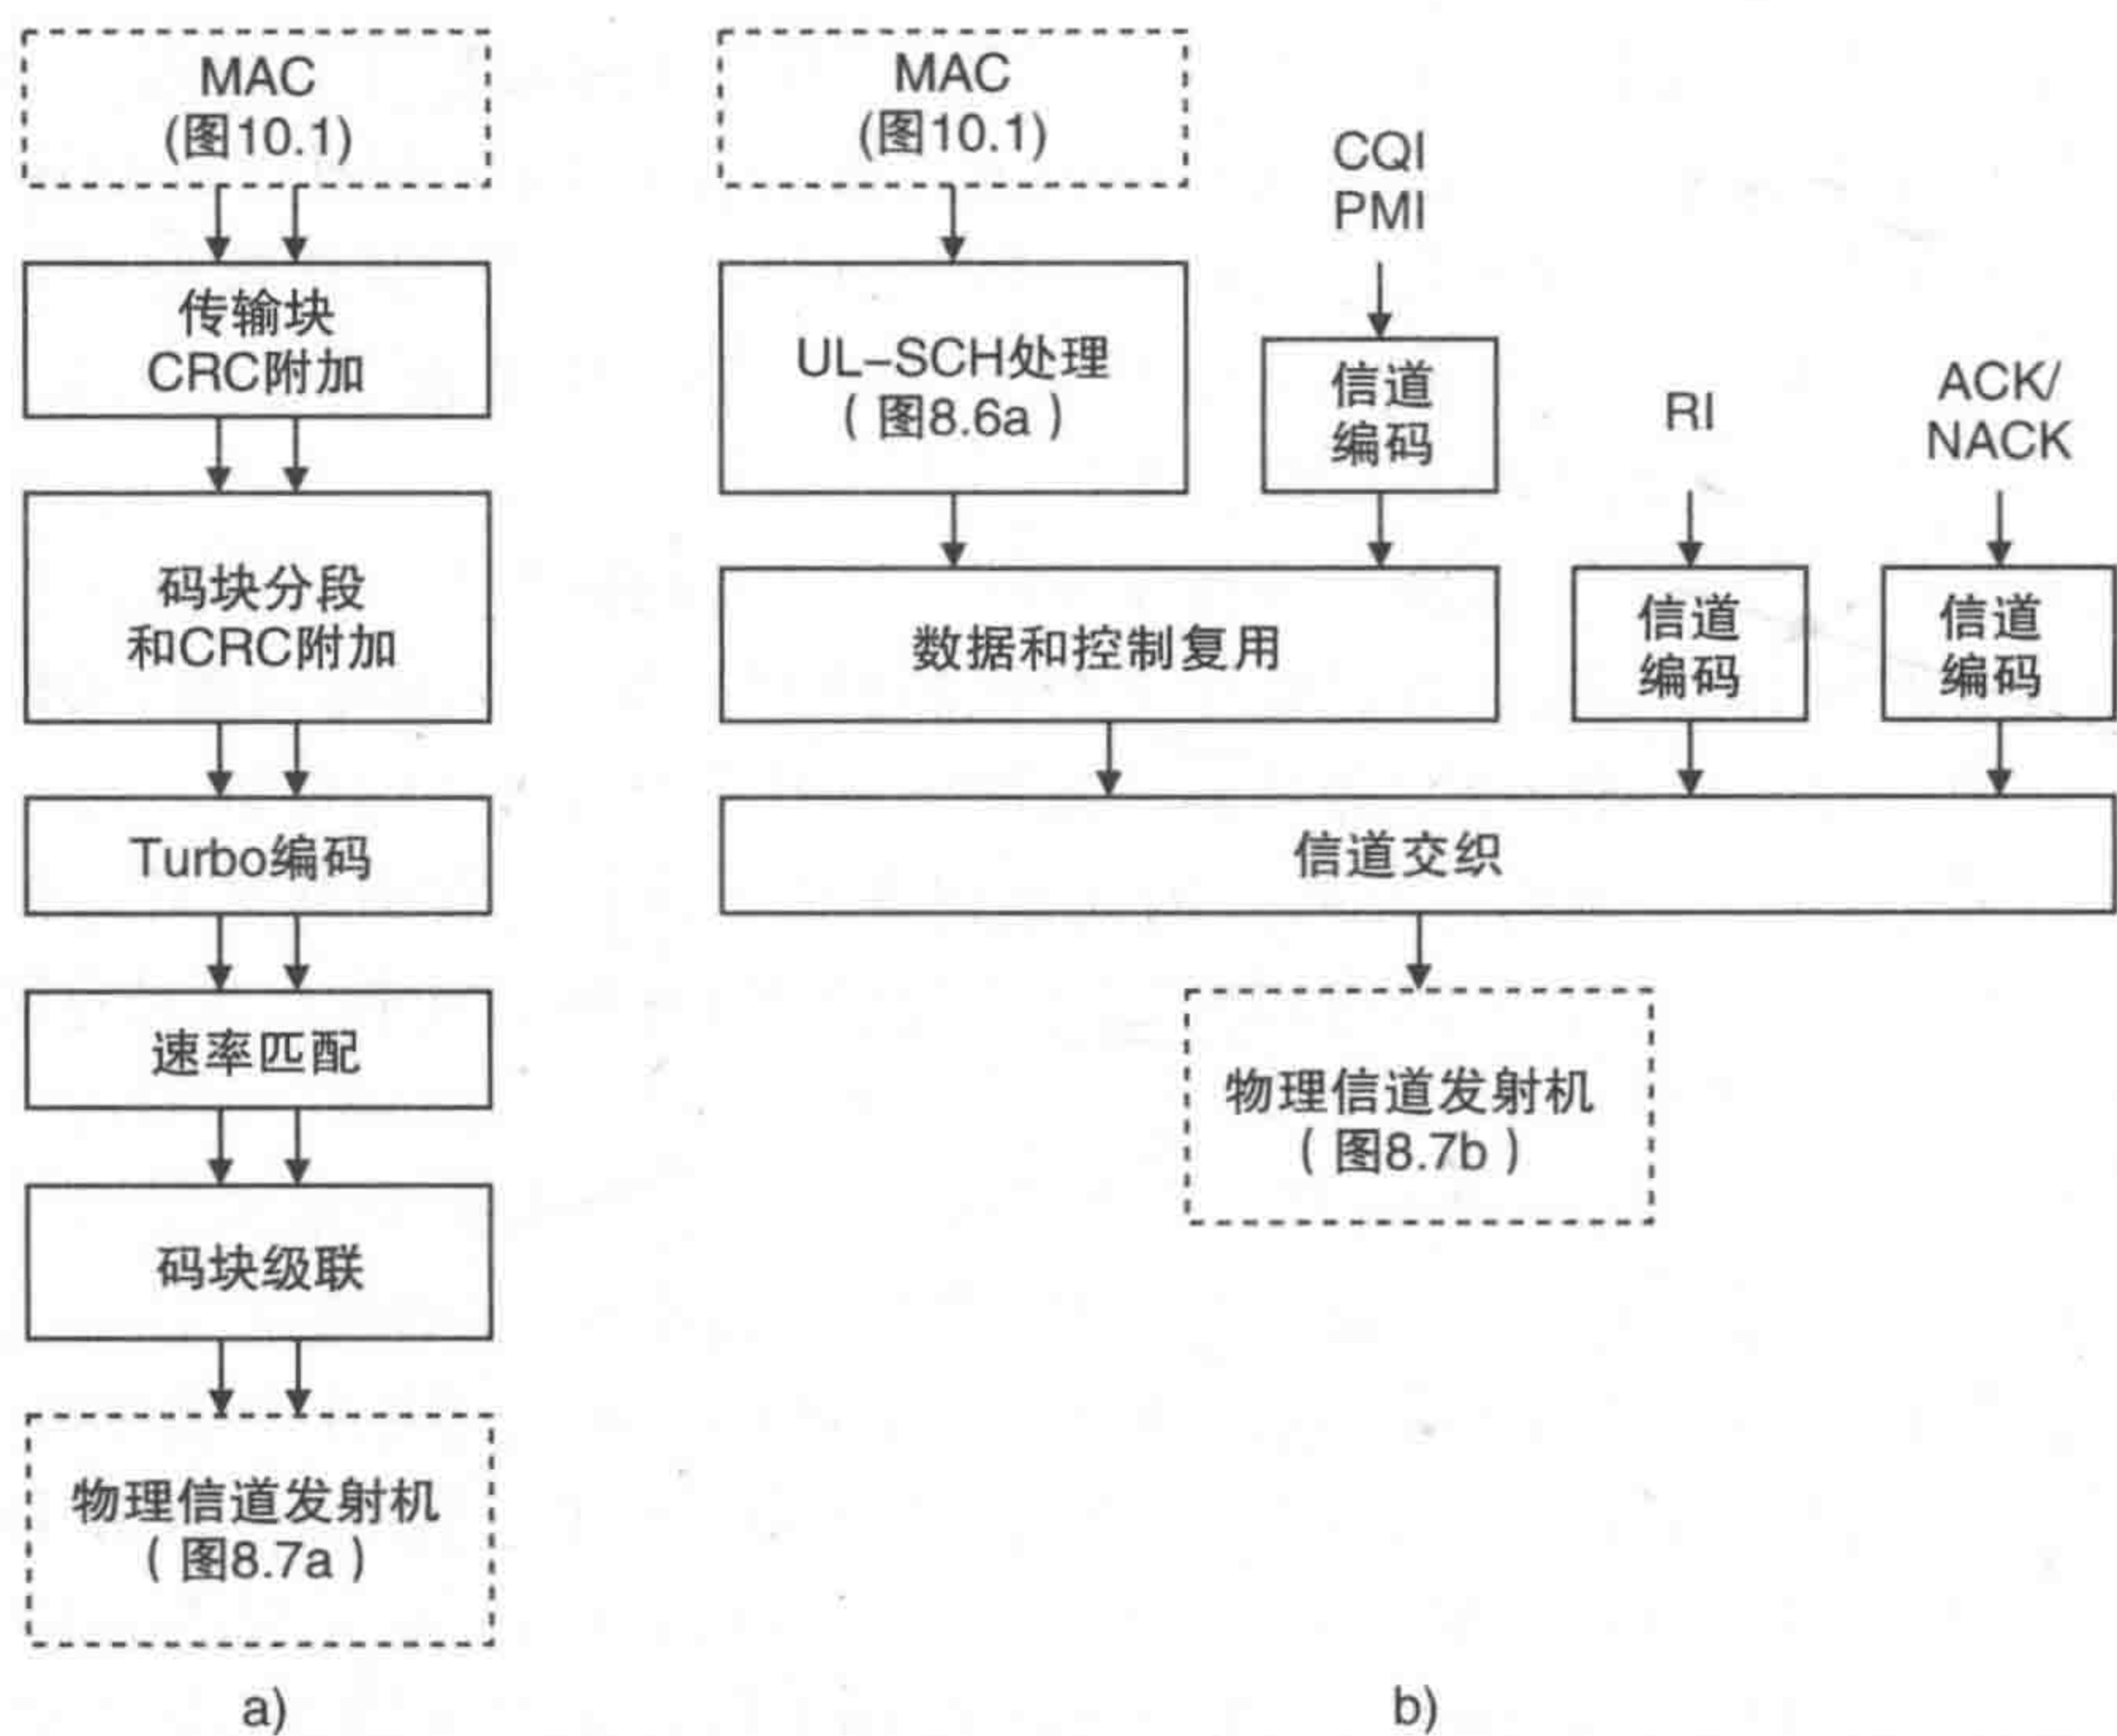 MAC
(图10.1)
传输块
CRC附加
码块分段
和CRC附加
Turbo编码
速率匹配
码块级联
物理信道发射机
（图8.7a）
a)
MAC
(图10.1)
UL-SCH处理
（图8.6a）
CQI
PMI
信道
编码
RI
ACK/
NACK
数据和控制复用
信道
编码
信道
编码
信道交织
物理信道发射机
（图8.7b）
b)